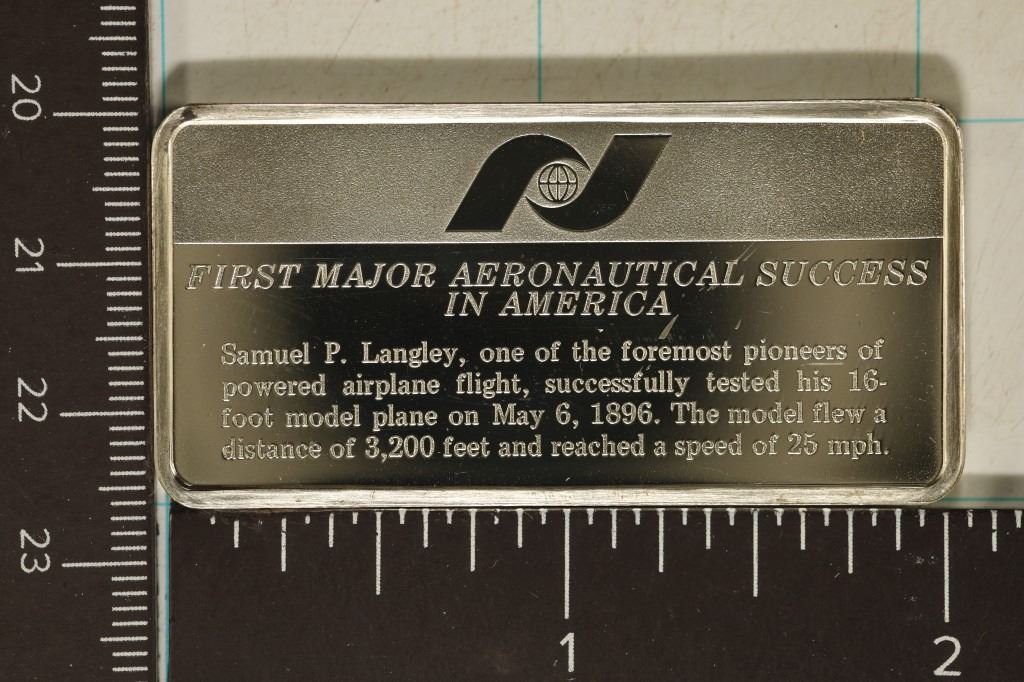 FIRST MAJOR AERONAUTICAL SUCCESS
IN AMERICA
Samuel P. Langley, one of the foremost pioneers of
powered airplane flight, successfully tested his 16-
foot model plane on May 6, 1896. The model flew a
distance of 3,200 feet and reached a speed of 25 mph.
20
21
22
23
1
2